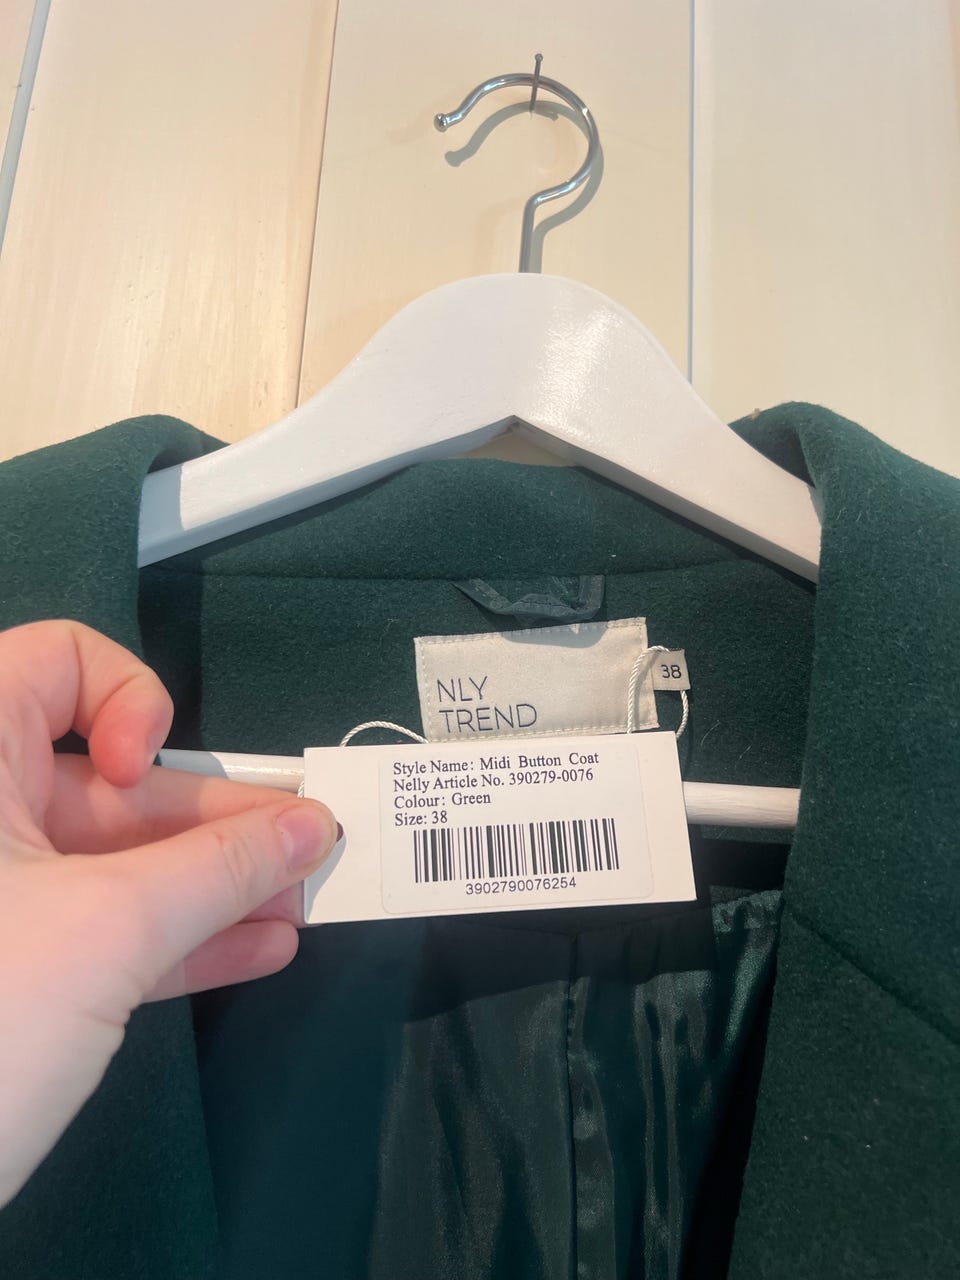 NLY
TREND
38
Style Name: Midi Button Coat
Nelly Article No. 390279-0076
Colour: Green
Size: 38
3902790076254